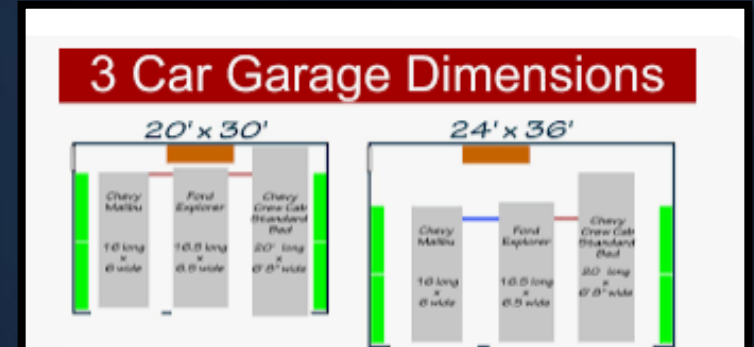 3 Car Garage Dimensions
20' x 30'
24' x 36'
Chevy
Malibu
16 long
x
6 wide
Ford
Explorer
16.5 long
x
6.5 wide
Chevy
Crew Cab
Standard
Bed
20' long
x
6'8" wide
Chevy
Malibu
16 long
x
6 wide
Ford
Explorer
16.5 long
x
6.5 wide
Chevy
Crew Cab
Standard
Bed
20 long
x
6'8" wide